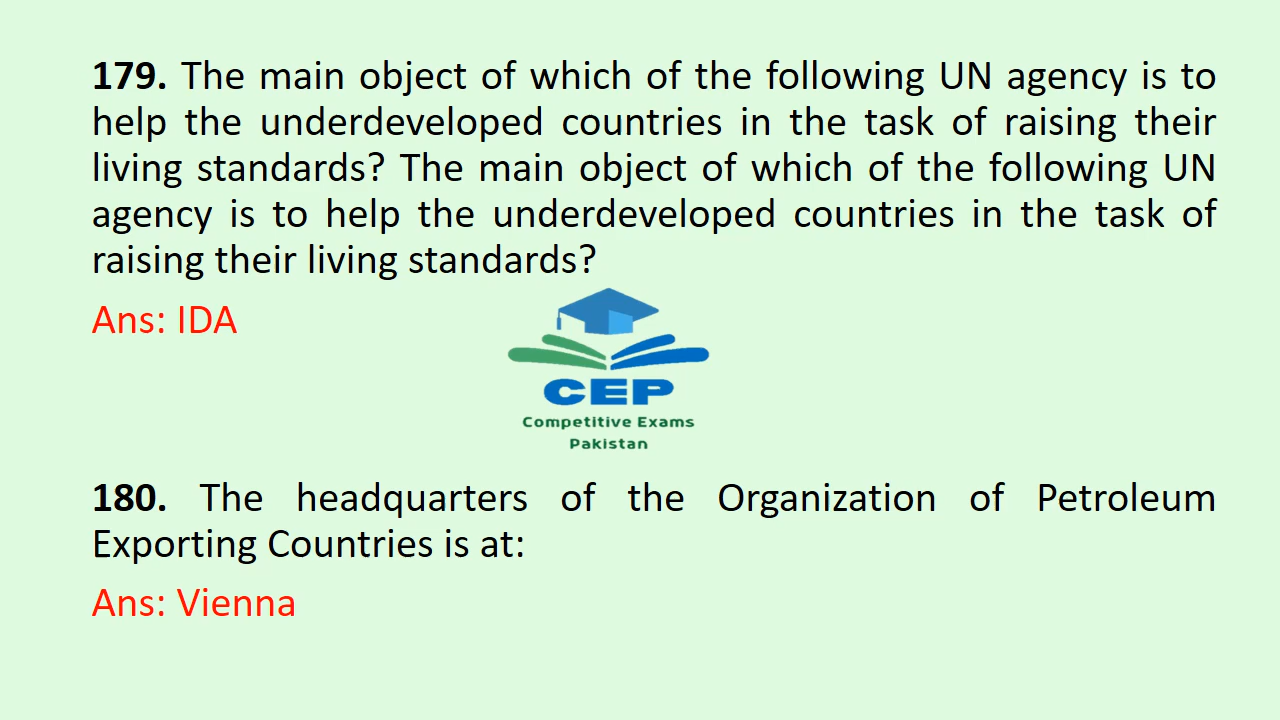 179. The main object of which of the following UN agency is to
help the underdeveloped countries in the task of raising their
living standards? The main object of which of the following UN
agency is to help the underdeveloped countries in the task of
raising their living standards?
Ans: IDA
CEP
Competitive Exams
Pakistan
180. The headquarters of the Organization of Petroleum
Exporting Countries is at:
Ans: Vienna